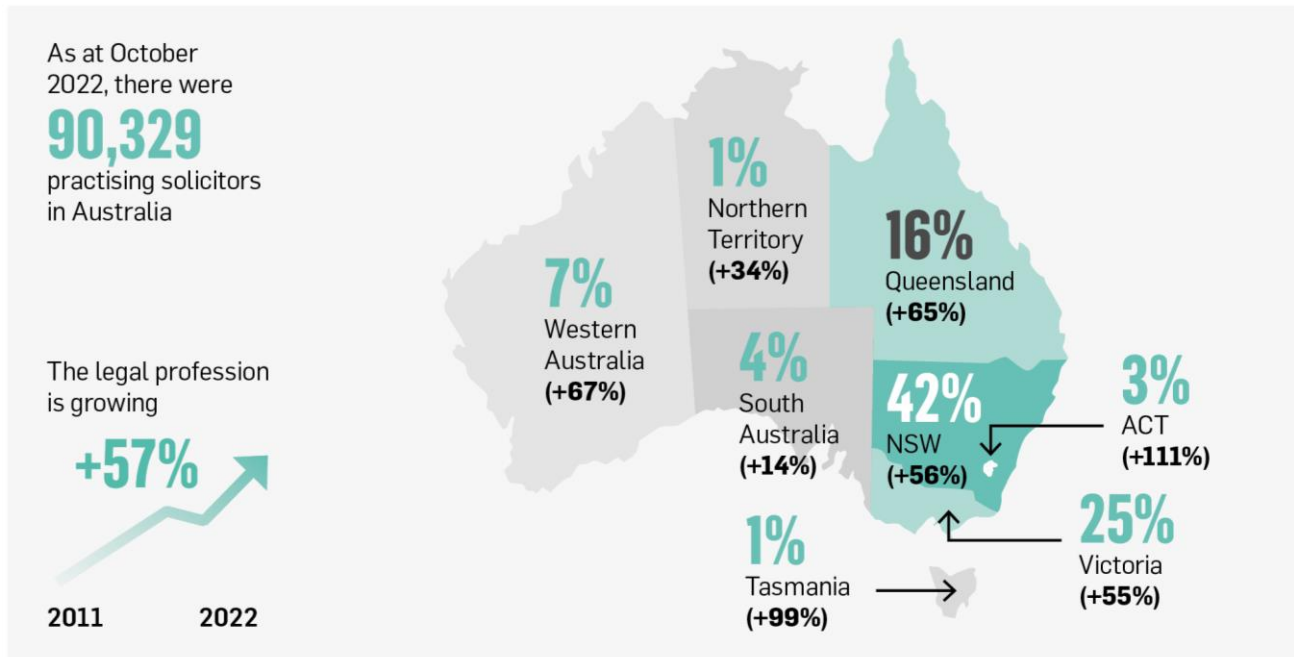 As at October
2022, there were
90,329
practising solicitors
in Australia
The legal profession
is growing
+57%
2011 2022
7%
Western
Australia
(+67%)
1%
Northern
Territory
(+34%)
4%
South
Australia
(+14%)
16%
Queensland
(+65%)
42%
NSW
(+56%)
3%
ACT
(+111%)
25%
Victoria
(+55%)
1%
Tasmania
(+99%)